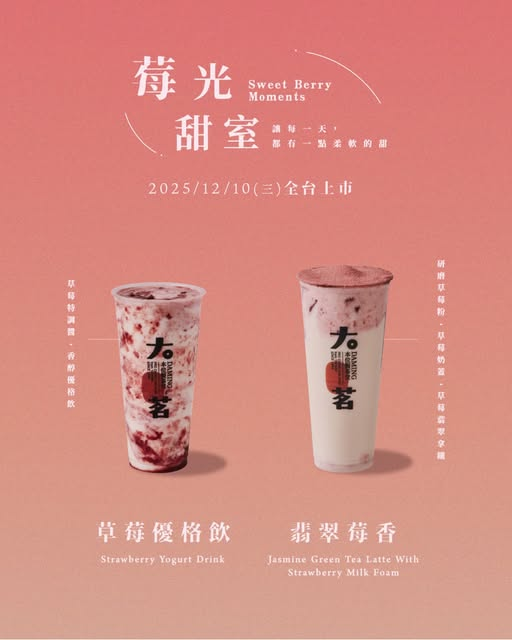 莓光
甜室
Sweet Berry
Moments
讓每一天，
都有一點柔軟的甜
2025/12/10(三)全台上市
草莓特調醬・香醇優格飲
研磨草莓粉・草莓奶蓋・草莓翡翠拿鐵
大茗
DAMING
大茗
DAMING
草莓優格飲
Strawberry Yogurt Drink
翡翠莓香
Jasmine Green Tea Latte With
Strawberry Milk Foam